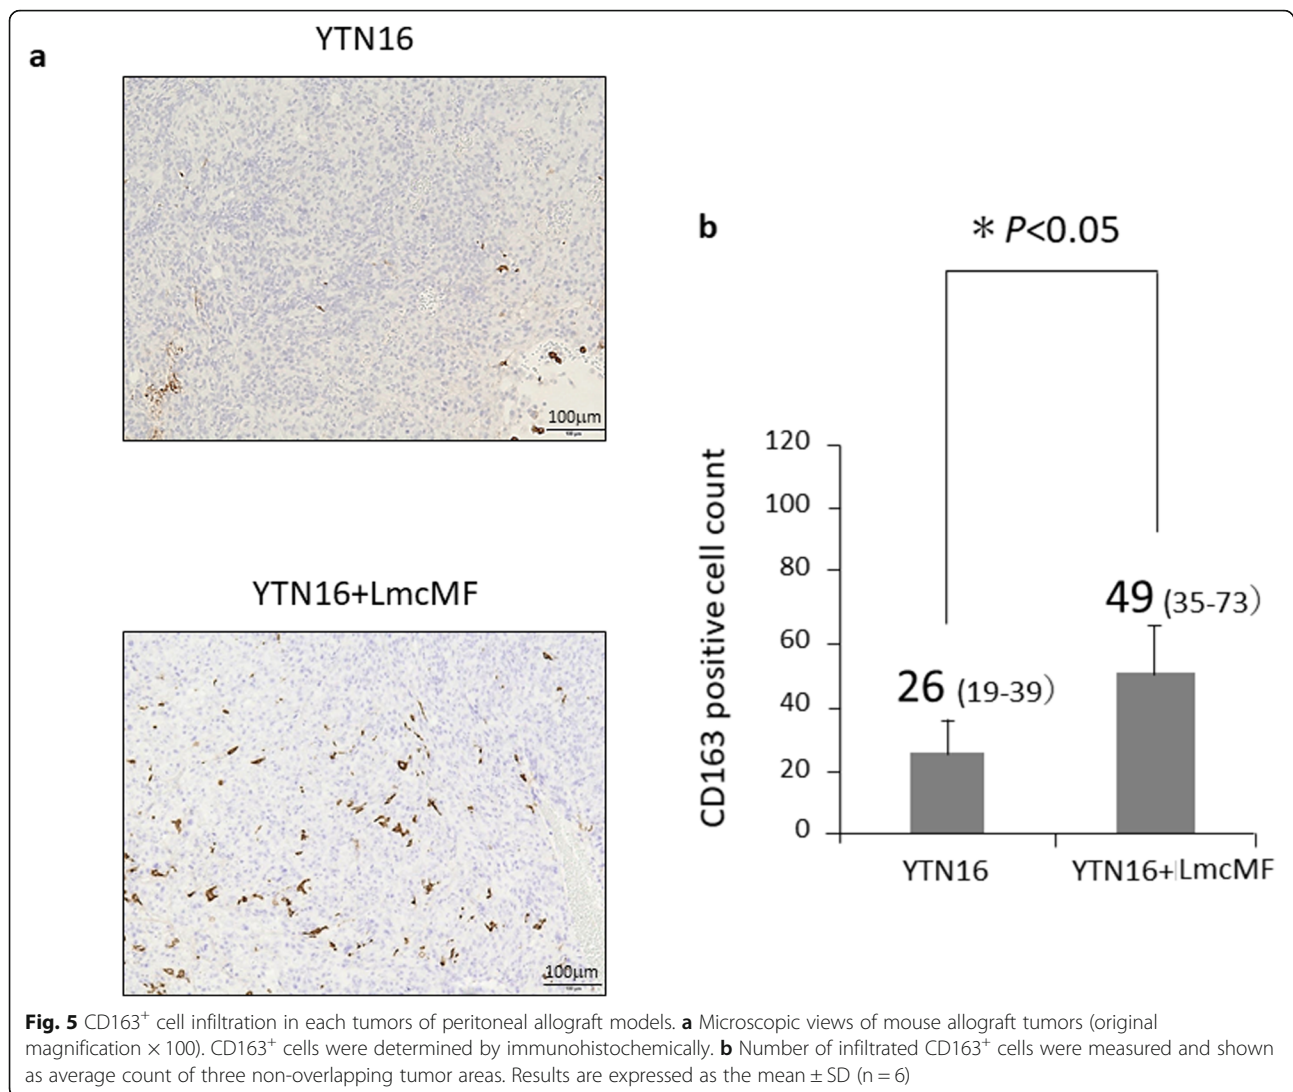 a
YTN16
100μm
YTN16+LmcMF
100μm
b
* P<0.05
CD163 positive cell count
120
100
80
60
40
20
0
26 (19-39)
49 (35-73)
YTN16
YTN16+LmcMF
Fig. 5 CD163+ cell infiltration in each tumors of peritoneal allograft models. a Microscopic views of mouse allograft tumors (original
magnification × 100). CD163+ cells were determined by immunohistochemically. b Number of infiltrated CD163+ cells were measured and shown
as average count of three non-overlapping tumor areas. Results are expressed as the mean ± SD (n = 6)